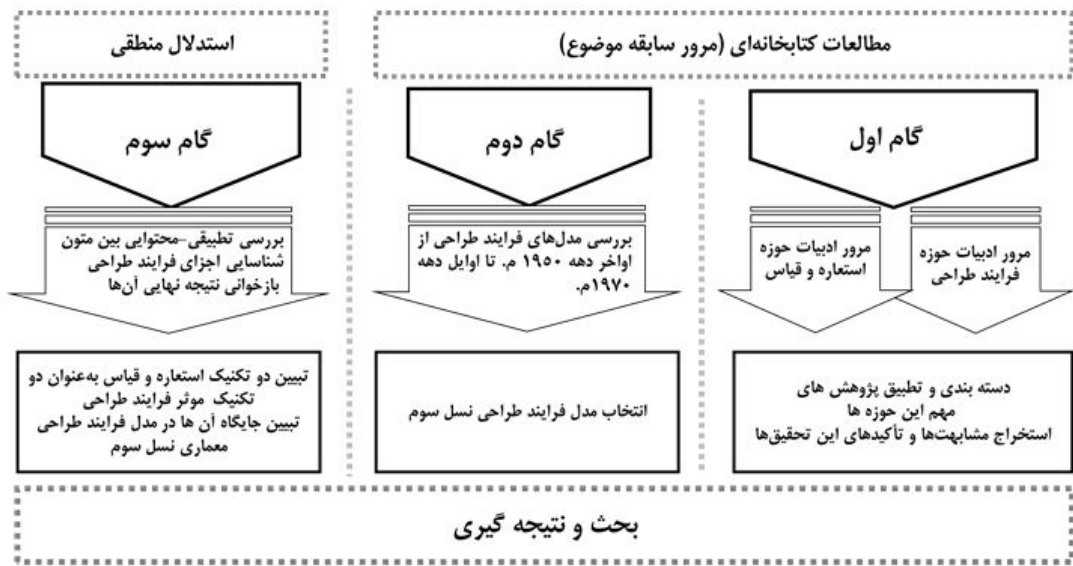 مطالعات کتابخانه‌ای (مرور سابقه موضوع)
استدلال منطقی
گام اول
گام دوم
گام سوم
مرور ادبیات حوزه
فرایند طراحی
مرور ادبیات حوزه
استعاره و قیاس
بررسی مدل‌های فرایند طراحی از
اواخر دهه ۱۹۵۰ م. تا اوایل دهه
۱۹۷۰م.
بررسی تطبیقی-محتوایی بین متون
شناسایی اجزای فرایند طراحی
بازخوانی نتیجه نهایی آن‌ها
دسته بندی و تطبیق پژوهش های
مهم این حوزه ها
استخراج مشابهت‌ها و تأکیدهای این تحقیق‌ها
انتخاب مدل فرایند طراحی نسل سوم
تبیین دو تکنیک استعاره و قیاس به‌عنوان دو
تکنیک موثر فرایند طراحی
تبیین جایگاه آن ها در مدل فرایند طراحی
معماری نسل سوم
بحث و نتیجه گیری